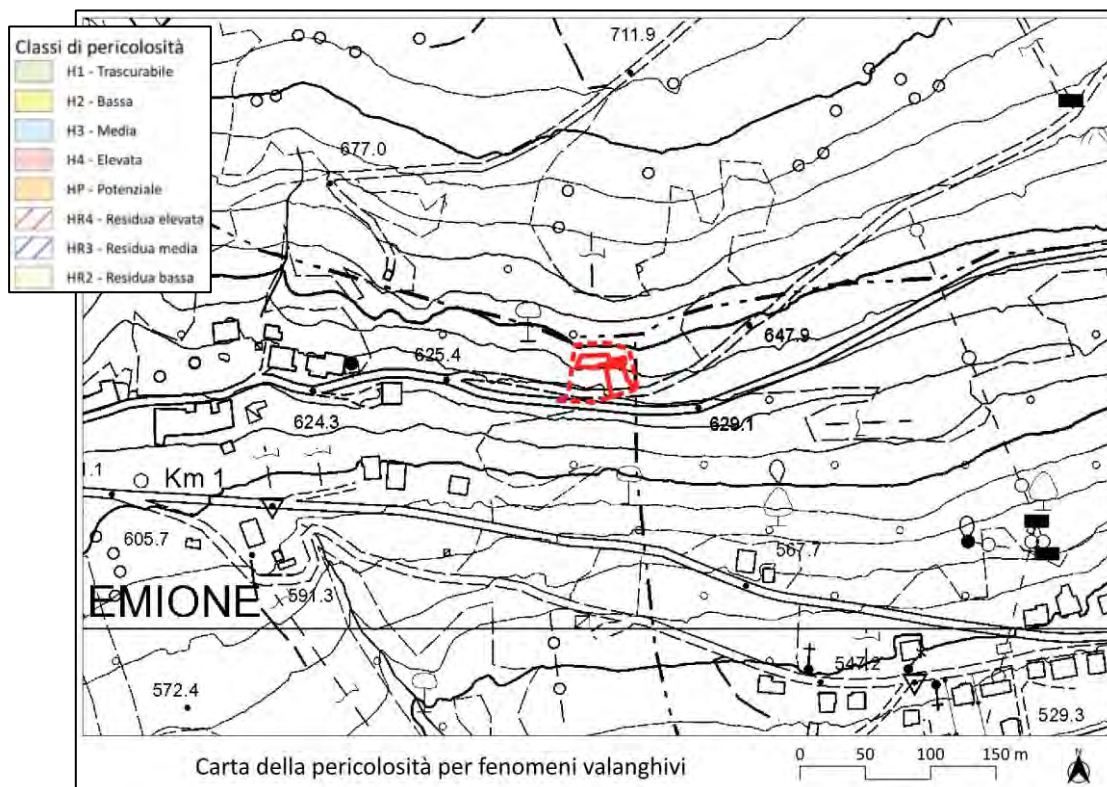 Classi di pericolosità
H1 - Trascurabile
H2 - Bassa
H3 - Media
H4 - Elevata
HP - Potenziale
HR4 - Residua elevata
HR3 - Residua media
HR2 - Residua bassa
711.9
677.0
647.9
625.4
629.1
624.3
1.1
Km 1
605.7
567.7
591.3
EMIONE
547.2
572.4
529.3
Carta della pericolosità per fenomeni valanghivi
0 50 100 150 m